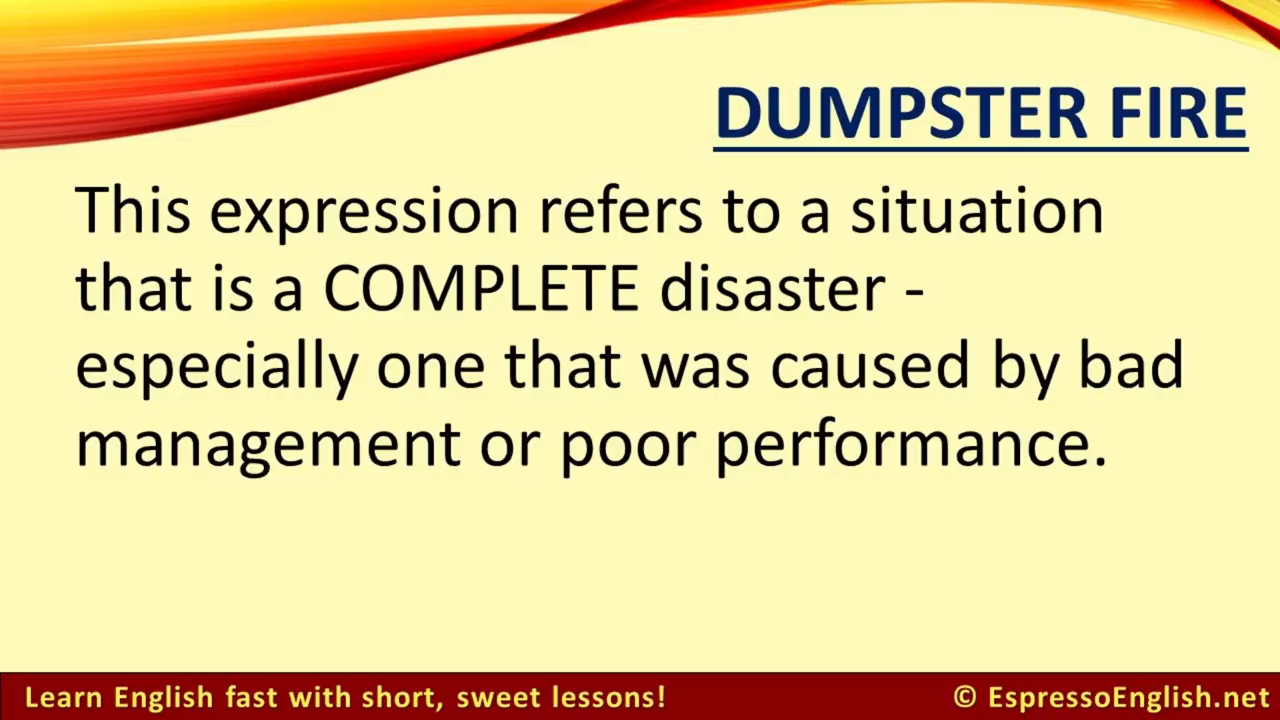 DUMPSTER FIRE
This expression refers to a situation
that is a COMPLETE disaster -
especially one that was caused by bad
management or poor performance.
Learn English fast with short, sweet lessons!
© EspressoEnglish.net